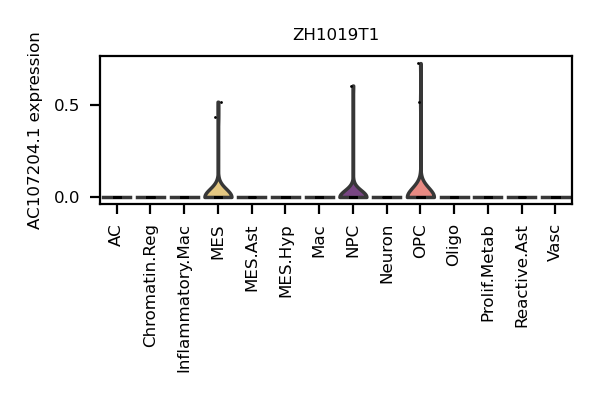 ZH1019T1
AC107204.1 expression
0.5
0.0
AC
Chromatin.Reg
Inflammatory.Mac
MES
MES.Ast
MES.Hyp
Mac
NPC
Neuron
OPC
Oligo
Prolif.Metab
Reactive.Ast
Vasc